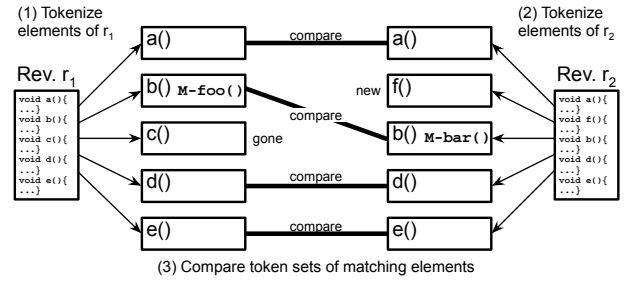 (1) Tokenize
elements of r1
(2) Tokenize
elements of r2
Rev. r1
void a(){
...}
void b(){
...}
void c(){
...}
void d(){
...}
void e(){
...}
a()
compare
a()
b() M-foo()
new
f()
compare
c()
gone
b() M-bar()
d()
compare
d()
e()
compare
e()
Rev. r2
void a(){
...}
void f(){
...}
void b(){
...}
void d(){
...}
void e(){
...}
(3) Compare token sets of matching elements